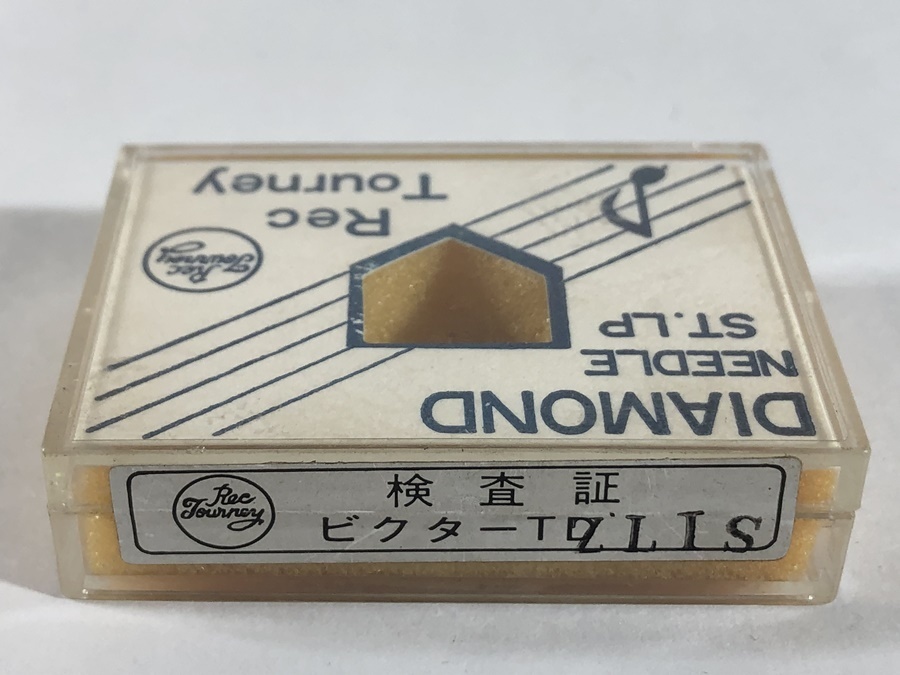 DIAMOND
NEEDLE
ST.LP
Rec
Tourney
Rec
Tourney
Rec
Tourney
検査証
ビクター